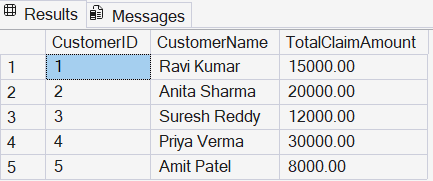 Results Messages
CustomerID CustomerName TotalClaimAmount
1 1 Ravi Kumar 15000.00
2 2 Anita Sharma 20000.00
3 3 Suresh Reddy 12000.00
4 4 Priya Verma 30000.00
5 5 Amit Patel 8000.00